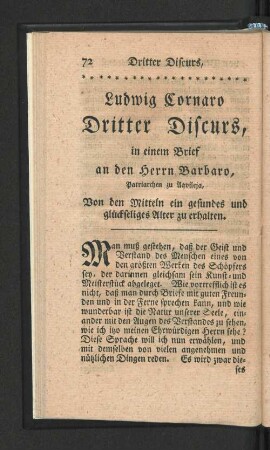 72 Dritter Discurs,
Ludwig Cornaro
Dritter Discurs,
in einem Brief
an den Herrn Barbaro,
Patriarchen zu Aqvileja,
Von den Mitteln ein gesundes und
glückseliges Alter zu erhalten.
Man muß gestehen, daß der Geist und
Verstand des Menschen eines von
den größten Werken des Schöpfers
sey, der darinnen gleichsam sein Kunst- und
Meisterstück abgeleget. Wie vortreflich ist es
nicht, daß man durch Briefe mit guten Freun-
den und in der Ferne sprechen kann, und wie
wunderbar ist die Natur unserer Seele, ein-
ander mit den Augen des Verstandes zu sehen,
wie ich itzo meinen Ehrwürdigen Herrn sehe?
Diese Sprache will ich nun erwählen, und
mit demselben von vielen angenehmen und
nützlichen Dingen reden. Es wird zwar die-
ses